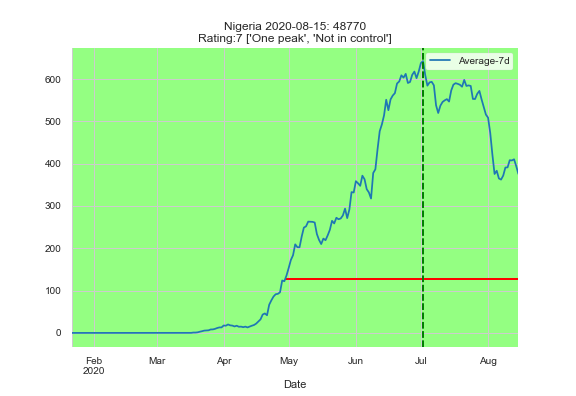 Nigeria 2020-08-15: 48770
Rating:7 ['One peak', 'Not in control']
Average-7d
600
500
400
300
200
100
0
Feb
2020
Mar
Apr
May
Jun
Jul
Aug
Date